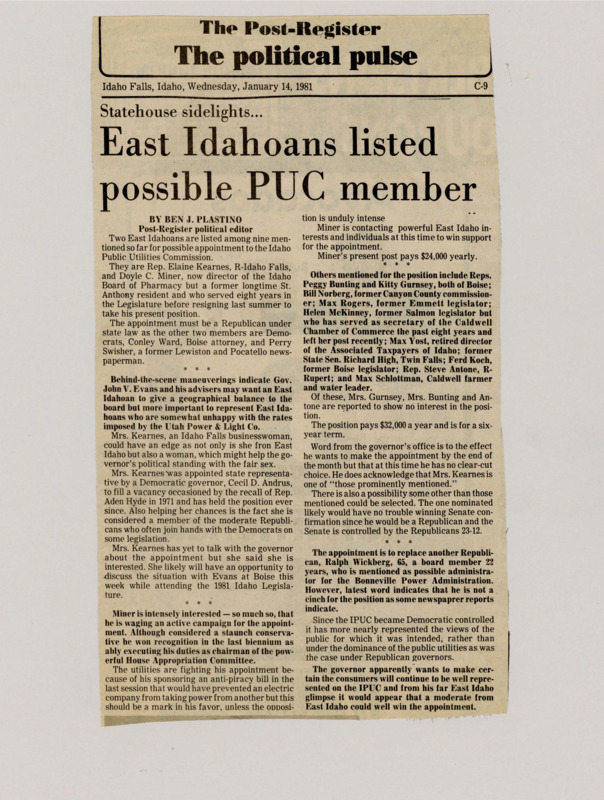 The Post-Register
The political pulse
Idaho Falls, Idaho, Wednesday, January 14, 1981 C-9
Statehouse sidelights...
East Idahoans listed
possible PUC member
BY BEN J. PLASTINO
Post-Register political editor
Two East Idahoans are listed among nine men-
tioned so far for possible appointment to the Idaho
Public Utilities Commission.
They are Rep. Elaine Kearnes, R-Idaho Falls,
and Doyle C. Miner, now director of the Idaho
Board of Pharmacy but a former longtime St.
Anthony resident and who served eight years in
the Legislature before resigning last summer to
take his present position.
The appointment must be a Republican under
state law as the other two members are Demo-
crats, Conley Ward, Boise attorney, and Perry
Swisher, a former Lewiston and Pocatello news-
paperman.
* * *
Behind-the-scene maneuverings indicate Gov.
John V. Evans and his advisers may want an East
Idahoan to give a geographical balance to the
board but more important to represent East Ida-
hoans who are somewhat unhappy with the rates
imposed by the Utah Power & Light Co.
Mrs. Kearnes, an Idaho Falls businesswoman,
could have an edge as not only is she fron East
Idaho but also a woman, which might help the go-
vernor's political standing with the fair sex.
Mrs. Kearnes was appointed state representa-
tive by a Democratic governor, Cecil D. Andrus,
to fill a vacancy occasioned by the recall of Rep.
Aden Hyde in 1971 and has held the position ever
since. Also helping her chances is the fact she is
considered a member of the moderate Republi-
cans who often join hands with the Democrats on
some legislation.
Mrs. Kearnes has yet to talk with the governor
about the appointment but she said she is
interested. She likely will have an opportunity to
discuss the situation with Evans at Boise this
week while attending the 1981 Idaho Legisla-
ture.
* * *
Miner is intensely interested — so much so, that
he is waging an active campaign for the appoint-
ment. Although considered a staunch conserva-
tive he won recognition in the last biennium as
ably executing his duties as chairman of the pow-
erful House Appropriation Committee.
The utilities are fighting his appointment be-
cause of his sponsoring an anti-piracy bill in the
last session that would have prevented an electric
company from taking power from another but this
should be a mark in his favor, unless the opposi-
tion is unduly intense
Miner is contacting powerful East Idaho in-
terests and individuals at this time to win support
for the appointment.
Miner's present post pays $24,000 yearly.
* * *
Others mentioned for the position include Reps.
Peggy Bunting and Kitty Gurnsey, both of Boise;
Bill Norberg, former Canyon County commission-
er; Max Rogers, former Emmett legislator;
Helen McKinney, former Salmon legislator but
who has served as secretary of the Caldwell
Chamber of Commerce the past eight years and
left her post recently; Max Yost, retired director
of the Associated Taxpayers of Idaho; former
State Sen. Richard High, Twin Falls; Ferd Koch,
former Boise legislator; Rep. Steve Antone, R-
Rupert; and Max Schlottman, Caldwell farmer
and water leader.
Of these, Mrs. Gurnsey, Mrs. Bunting and An-
tone are reported to show no interest in the posi-
tion.
The position pays $32,000 a year and is for a six-
year term.
Word from the governor's office is to the effect
he wants to make the appointment by the end of
the month but that at this time he has no clear-cut
choice. He does acknowledge that Mrs. Kearnes is
one of "those prominently mentioned."
There is also a possibility some other than those
mentioned could be selected. The one nominated
likely would have no trouble winning Senate con-
firmation since he would be a Republican and the
Senate is controlled by the Republicans 23-12.
* * *
The appointment is to replace another Republi-
can, Ralph Wickberg, 65, a board member 22
years, who is mentioned as possible administra-
tor for the Bonneville Power Administration.
However, latest word indicates that he is not a
cinch for the position as some newspaprer reports
indicate.
Since the IPUC became Democratic controlled
it has more nearly represented the views of the
public for which it was intended, rather than
under the dominance of the public utilities as was
the case under Republican governors.
The governor apparently wants to make cer-
tain the consumers will continue to be well repre-
sented on the IPUC and from his far East Idaho
glimpse it would appear that a moderate from
East Idaho could well win the appointment.